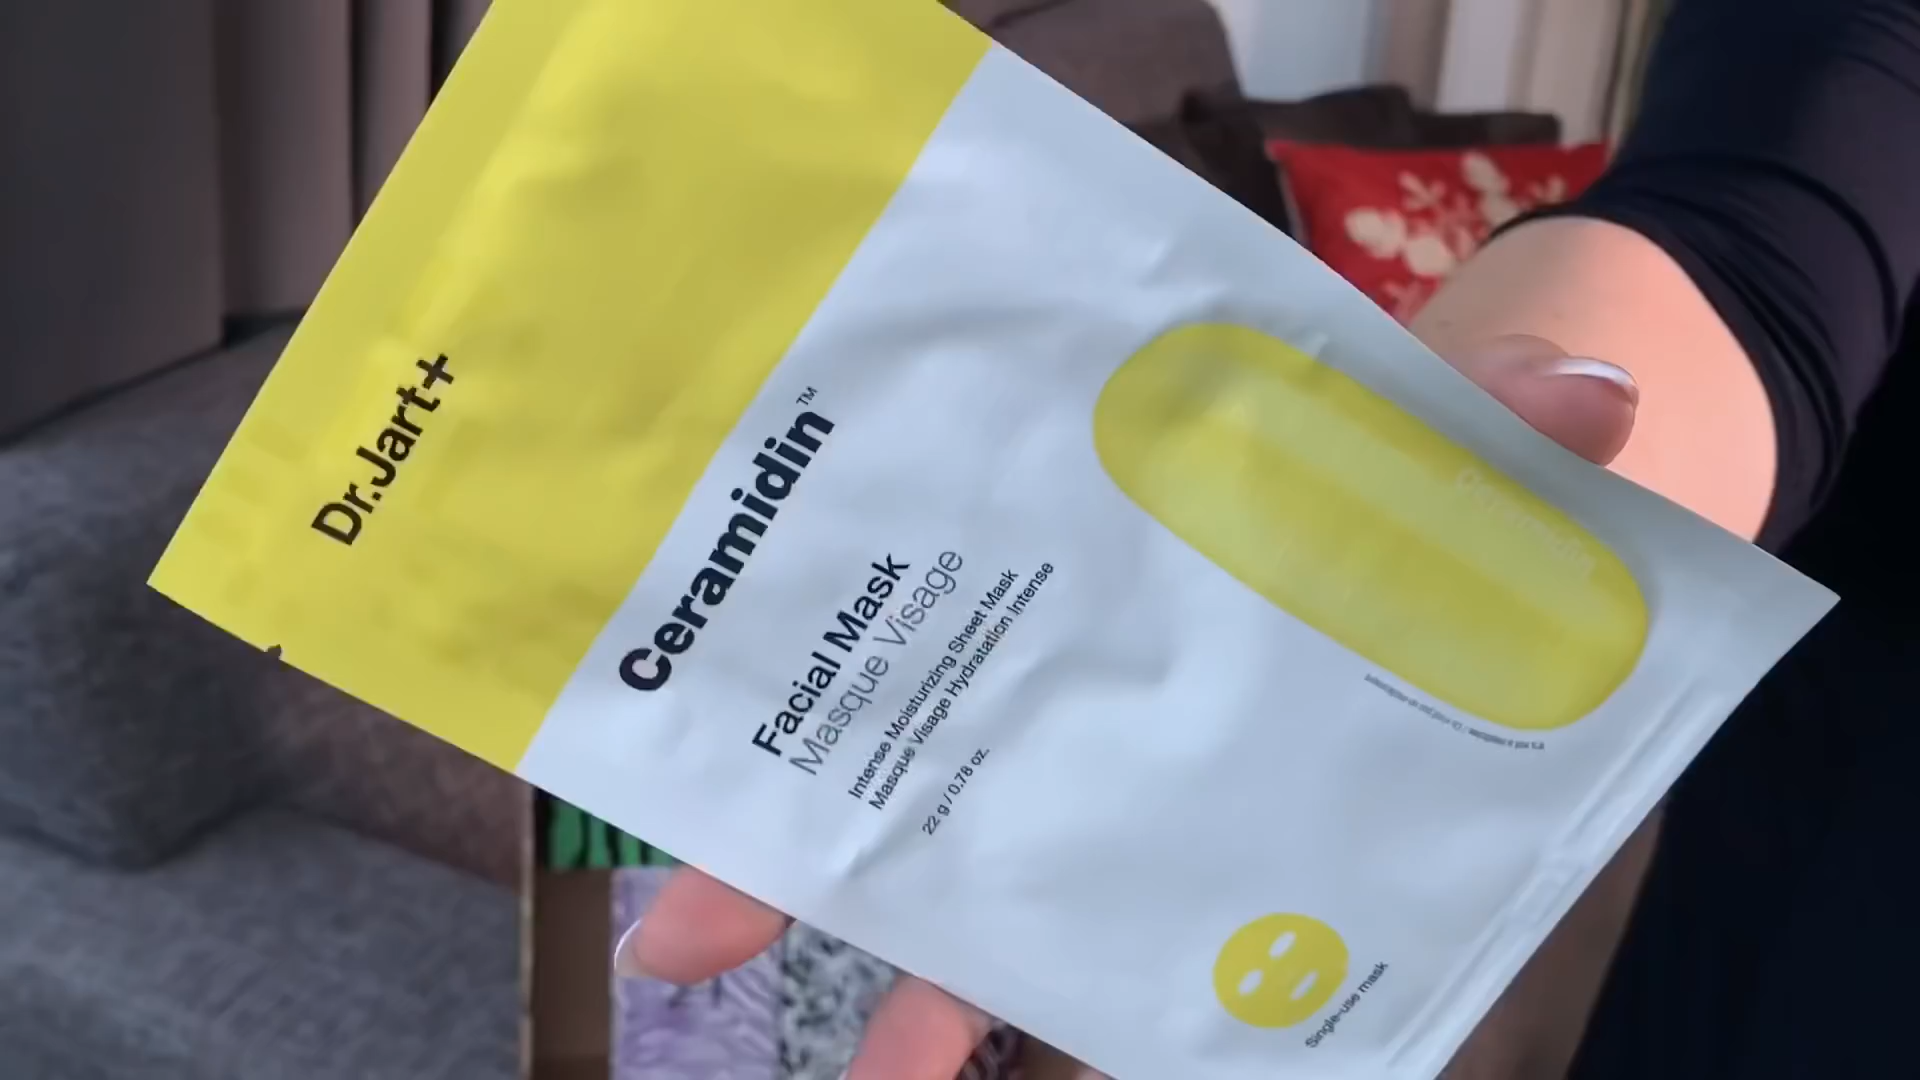 Dr.Jart+
Ceramidin™
Facial Mask
Masque Visage
Intense Moisturizing Sheet Mask
Masque Visage Hydratation Intense
22 g / 0.78 oz.
Single-use mask